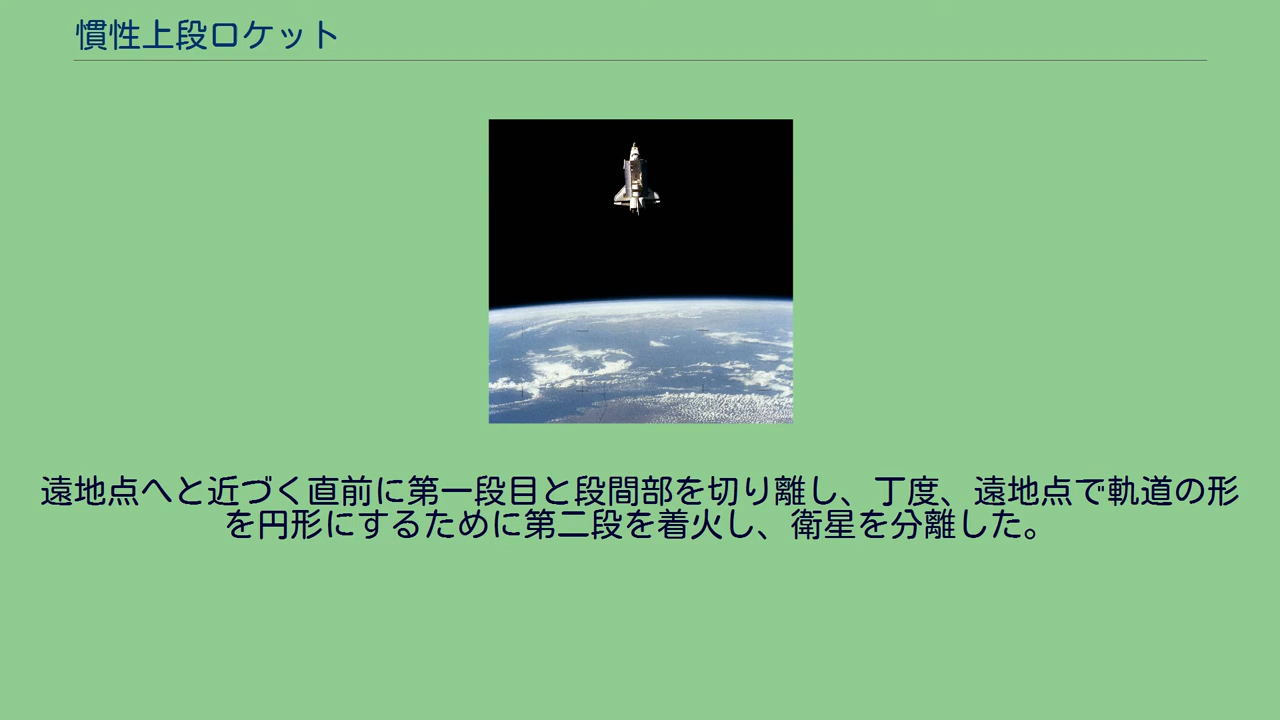 慣性上段ロケット
遠地点へと近づく直前に第一段目と段間部を切り離し、丁度、遠地点で軌道の形
を円形にするために第二段を着火し、衛星を分離した。